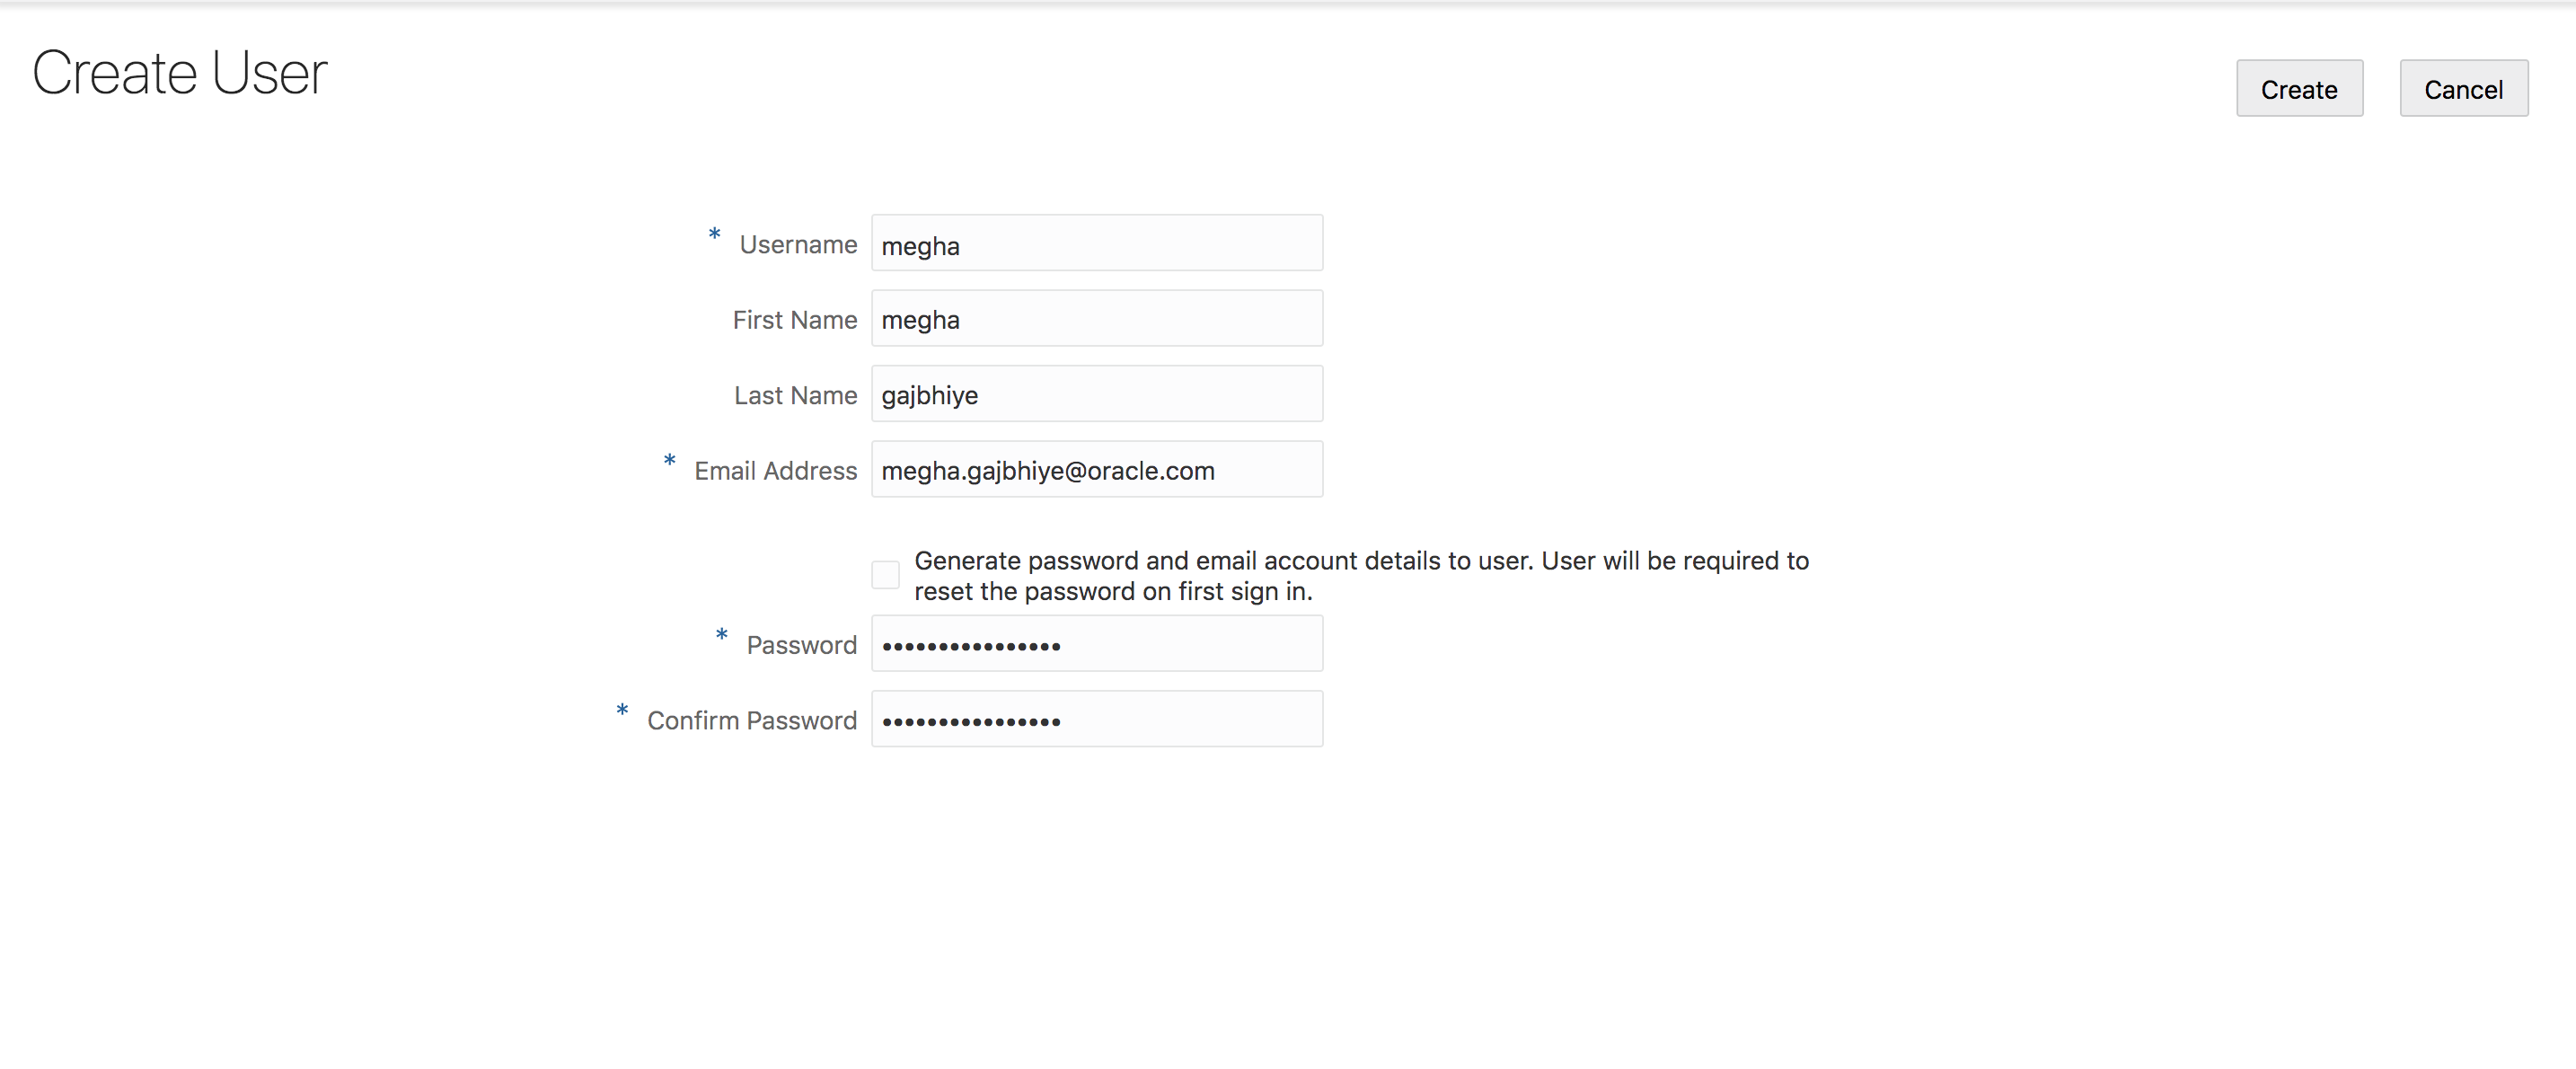 Create User
Create
Cancel
* Username megha
First Name megha
Last Name gajbhiye
* Email Address megha.gajbhiye@oracle.com
Generate password and email account details to user. User will be required to
reset the password on first sign in.
* Password ••••••••••••••••
* Confirm Password ••••••••••••••••